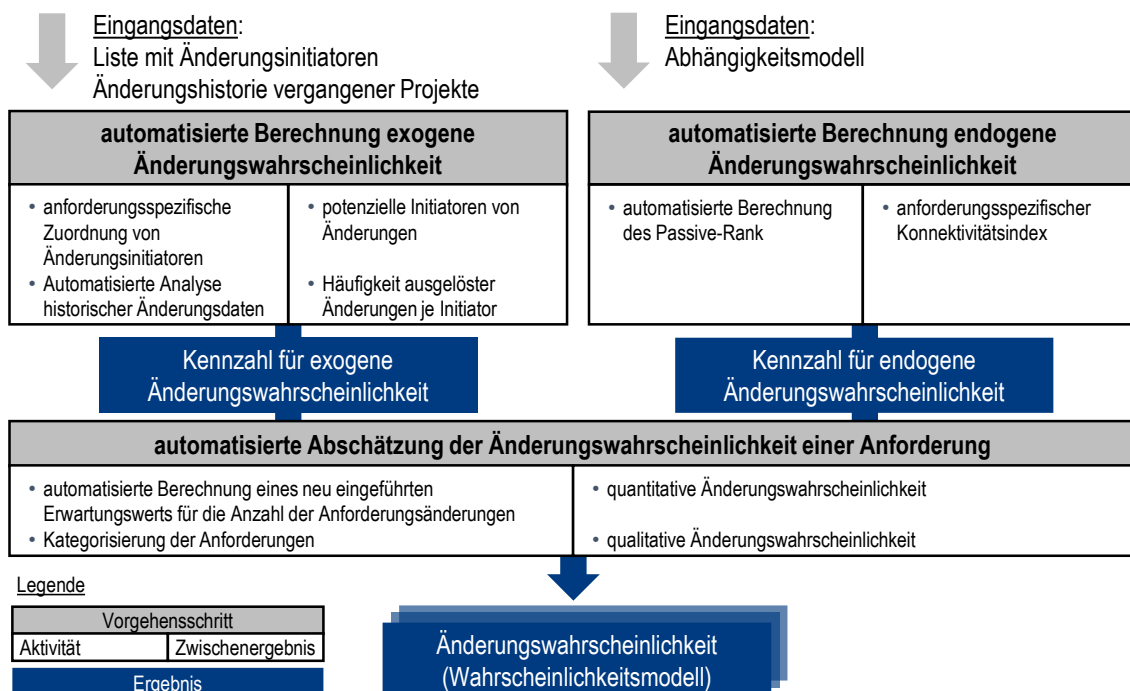 Eingangsdaten:
Liste mit Änderungsinitiatoren
Änderungshistorie vergangener Projekte
Eingangsdaten:
Abhängigkeitsmodell
automatisierte Berechnung exogene
Änderungswahrscheinlichkeit
• anforderungsspezifische
Zuordnung von
Änderungsinitiatoren
• Automatisierte Analyse
historischer Änderungsdaten
• potenzielle Initiatoren von
Änderungen
• Häufigkeit ausgelöster
Änderungen je Initiator
automatisierte Berechnung endogene
Änderungswahrscheinlichkeit
• automatisierte Berechnung
des Passive-Rank
• anforderungsspezifischer
Konnektivitätsindex
Kennzahl für exogene
Änderungswahrscheinlichkeit
Kennzahl für endogene
Änderungswahrscheinlichkeit
automatisierte Abschätzung der Änderungswahrscheinlichkeit einer Anforderung
• automatisierte Berechnung eines neu eingeführten
Erwartungswerts für die Anzahl der Anforderungsänderungen
• Kategorisierung der Anforderungen
• quantitative Änderungswahrscheinlichkeit
• qualitative Änderungswahrscheinlichkeit
Legende
Vorgehensschritt
Aktivität
Zwischenergebnis
Ergebnis
Änderungswahrscheinlichkeit
(Wahrscheinlichkeitsmodell)